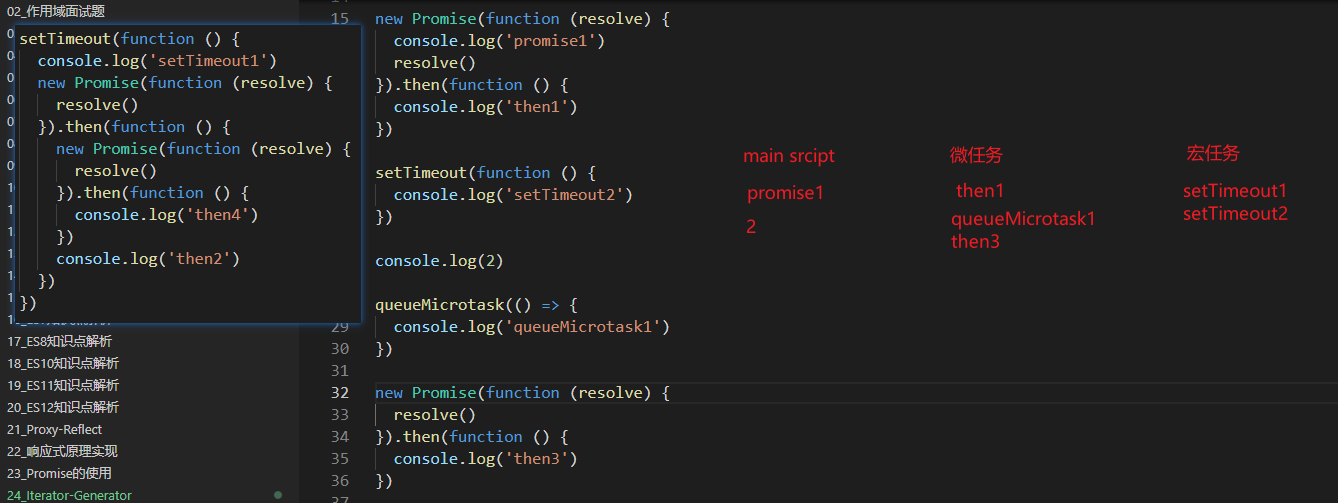 02_作用域面试题
setTimeout(function () {
console.log('setTimeout1')
new Promise(function (resolve) {
resolve()
}).then(function () {
new Promise(function (resolve) {
resolve()
}).then(function () {
console.log('then4')
})
console.log('then2')
})
})
17_ES8知识点解析
18_ES10知识点解析
19_ES11知识点解析
20_ES12知识点解析
21_Proxy-Reflect
22_响应式原理实现
23_Promise的使用
24_Iterator-Generator
15 new Promise(function (resolve) {
console.log('promise1')
resolve()
}).then(function () {
console.log('then1')
})
setTimeout(function () {
console.log('setTimeout2')
})
console.log(2)
queueMicrotask(() => {
29 console.log('queueMicrotask1')
30 })
31
32 new Promise(function (resolve) {
33 resolve()
34 }).then(function () {
35 console.log('then3')
36 })
37
main srcipt
promise1
2
微任务
then1
queueMicrotask1
then3
宏任务
setTimeout1
setTimeout2